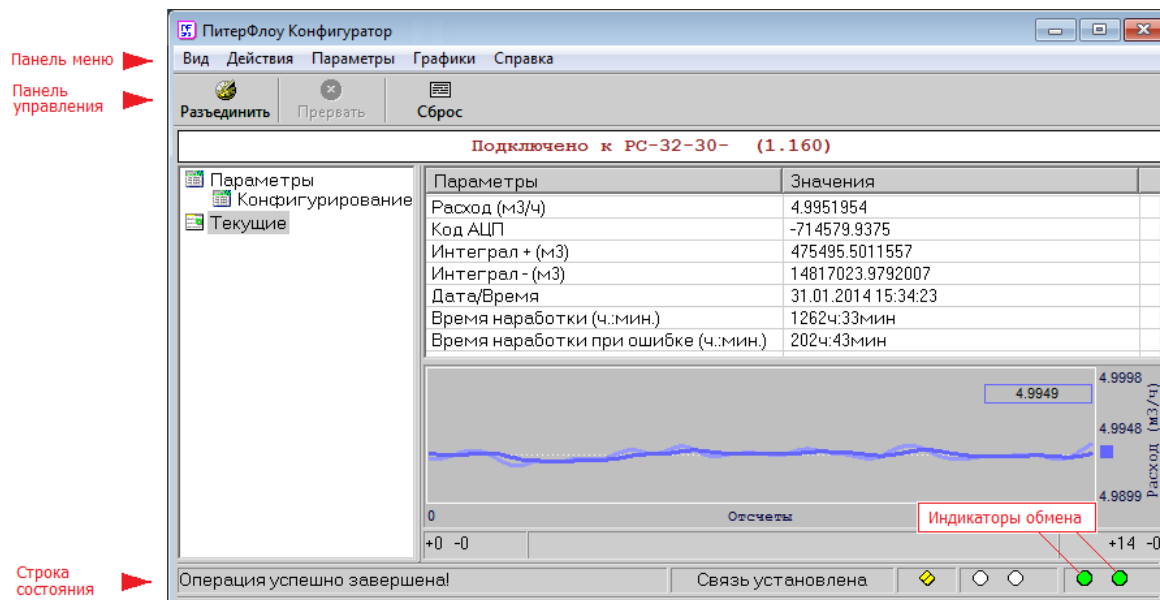 ПитерФлоу Конфигуратор
Панель меню
Вид Действия Параметры Графики Справка
Панель
управления
Разъединить Прервать Сброс
Подключено к РС-32-30- (1.160)
Параметры
Конфигурирование
Текущие
Параметры Значения
Расход (м3/ч) 4.9951954
Код АЦП -714579.9375
Интеграл + (м3) 475495.5011557
Интеграл - (м3) 14817023.9792007
Дата/Время 31.01.2014 15:34:23
Время наработки (ч.:мин.) 1262ч:33мин
Время наработки при ошибке (ч.:мин.) 202ч:43мин
4.9998
4.9949
4.9948
4.9899
Расход (м3/ч)
0 Отсчеты
Индикаторы обмена
+0 -0 +14 -0
Строка
состояния
Операция успешно завершена! Связь установлена